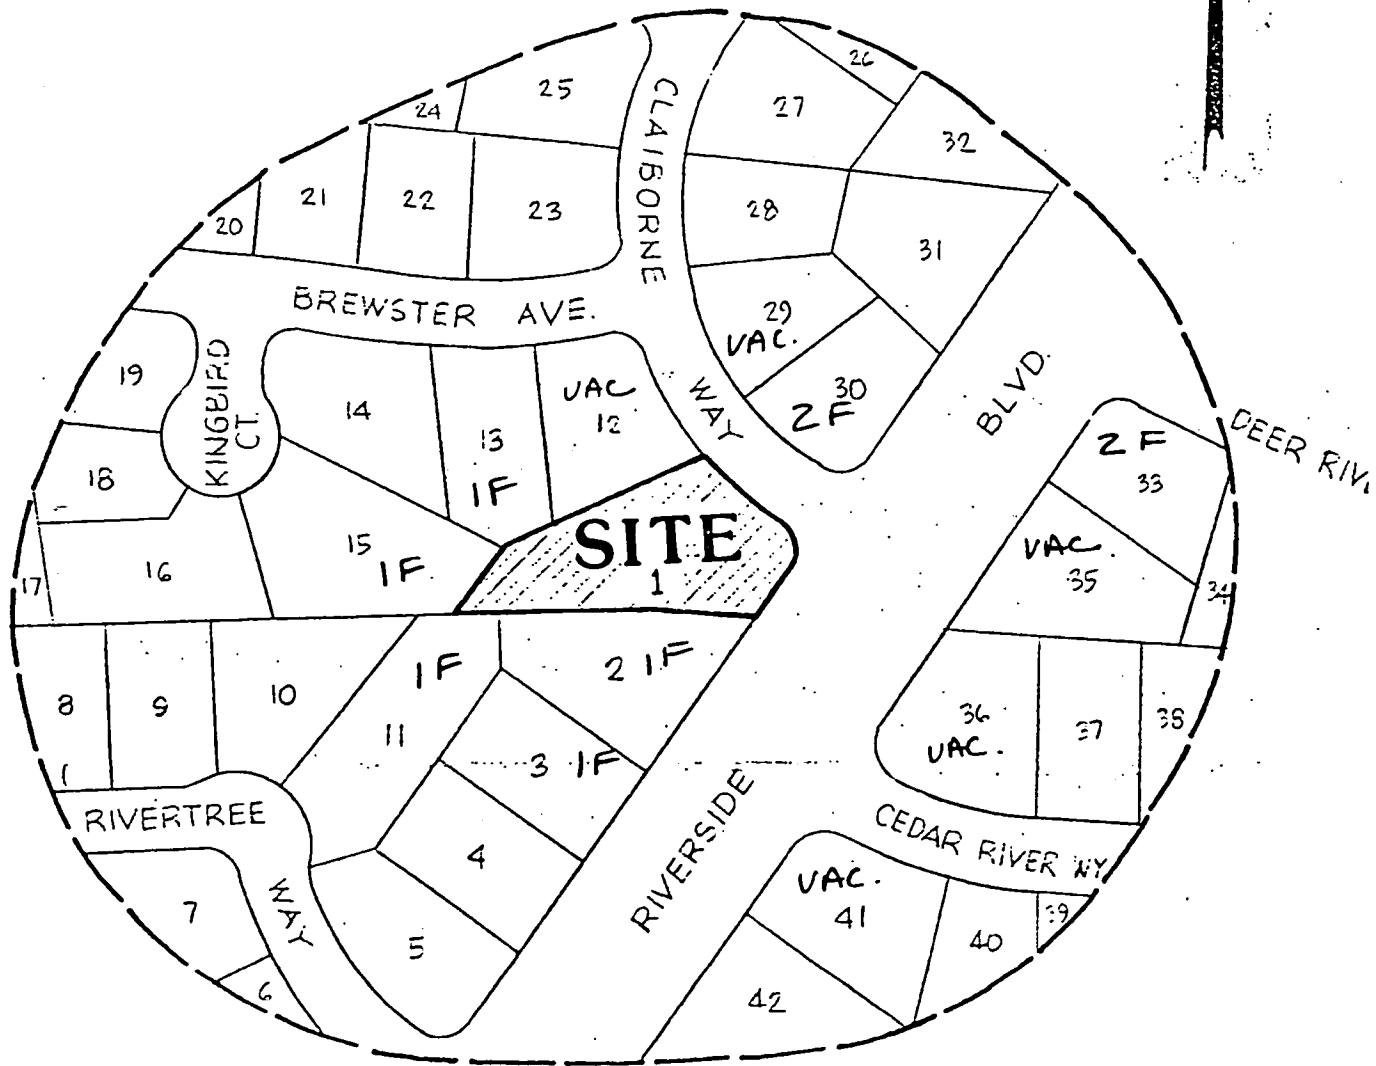 26
25
24
27
32
CLAIBORNE
21
22
23
20
28
31
BREWSTER AVE.
29
VAC.
19
KINGBIRD
CT.
14
VAC
12
WAY
30
2F
BLVD.
DEER RIV
2F
33
13
1F
18
SITE
1
15
1F
16
17
VAC.
35
34
1F
2 1F
8
9
10
11
36
VAC.
37
38
3 1F
RIVERTREE
WAY
RIVERSIDE
CEDAR RIVER WY
4
VAC.
41
7
5
40
39
6
42